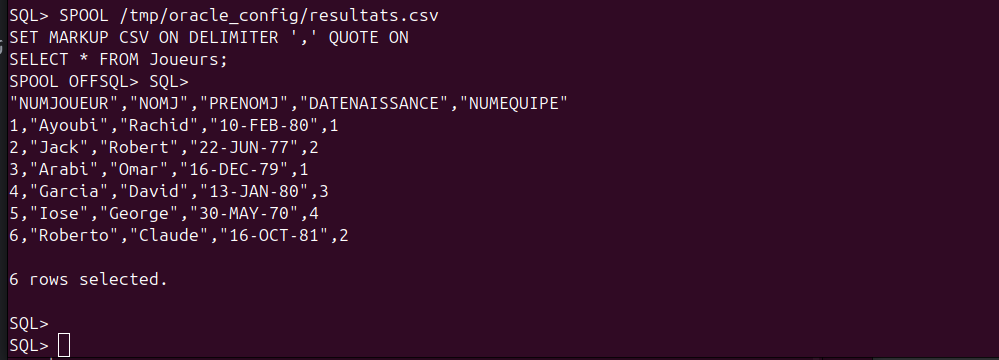 SQL> SPOOL /tmp/oracle_config/resultats.csv
SET MARKUP CSV ON DELIMITER ',' QUOTE ON
SELECT * FROM Joueurs;
SPOOL OFFSQL> SQL>
"NUMJOUEUR","NOMJ","PRENOMJ","DATENAISSANCE","NUMEQUIPE"
1,"Ayoubi","Rachid","10-FEB-80",1
2,"Jack","Robert","22-JUN-77",2
3,"Arabi","Omar","16-DEC-79",1
4,"Garcia","David","13-JAN-80",3
5,"Iose","George","30-MAY-70",4
6,"Roberto","Claude","16-OCT-81",2
6 rows selected.
SQL>
SQL>